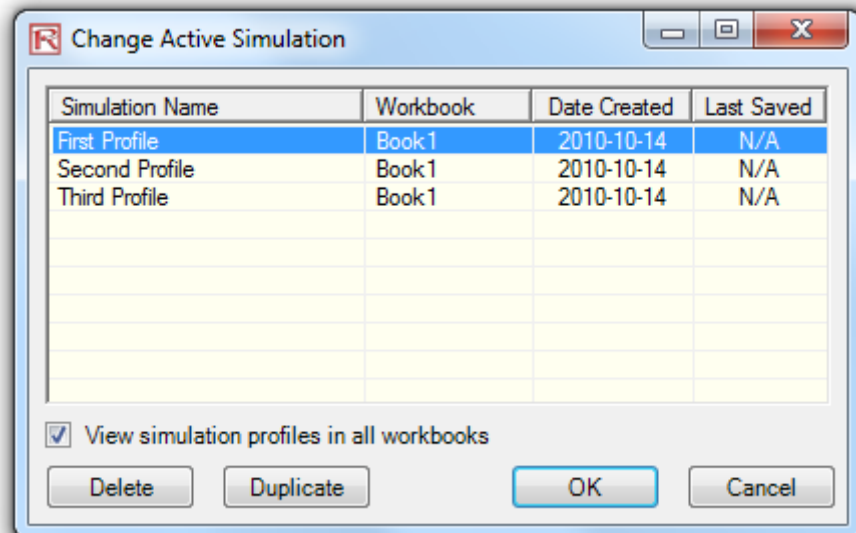 Change Active Simulation
Simulation Name Workbook Date Created Last Saved
First Profile Book1 2010-10-14 N/A
Second Profile Book1 2010-10-14 N/A
Third Profile Book1 2010-10-14 N/A
View simulation profiles in all workbooks
Delete Duplicate OK Cancel